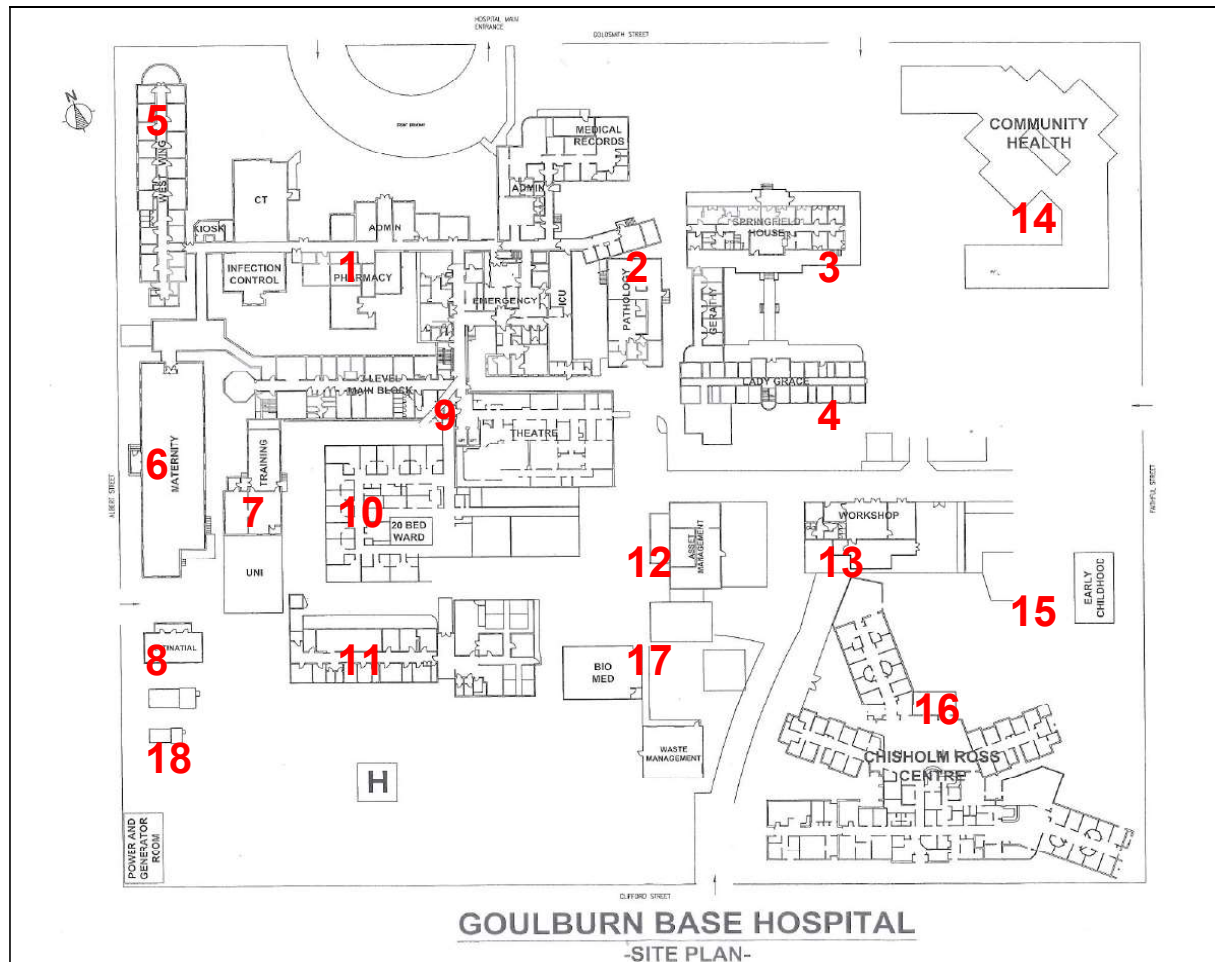 HOSPITAL MAIN
ENTRANCE
GOLDSMITH STREET
N
5
WEST WING
MEDICAL
RECORDS
COMMUNITY
HEALTH
CT
ADMIN
KIOSK
ADMIN
SPRINGFIELD
HOUSE
14
1
2
3
INFECTION
CONTROL
PHARMACY
EMERGENCY
ICU
PATHOLOGY
GERATHY
3 LEVEL
MAIN BLOCK
LADY GRACE
9
4
THEATRE
6
MATERNITY
TRAINING
ALBERT STREET
FAITHFUL STREET
7
10
20 BED
WARD
WORKSHOP
ASSET
MANAGEMENT
12
13
UNI
EARLY
CHILDHOOD
15
8
11
BIO
MED
17
16
18
WASTE
MANAGEMENT
CHISHOLM ROSS
CENTRE
H
POWER AND
GENERATOR
ROOM
CLIFFORD STREET
GOULBURN BASE HOSPITAL
-SITE PLAN-